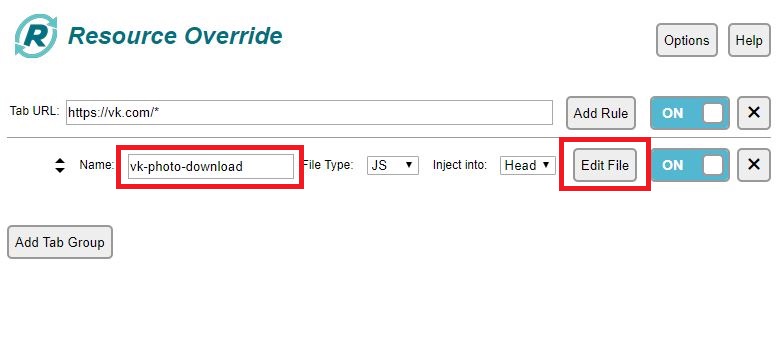 R Resource Override
Options Help
Tab URL: https://vk.com/* Add Rule ON ×
Name: vk-photo-download File Type: JS Inject into: Head Edit File ON ×
Add Tab Group